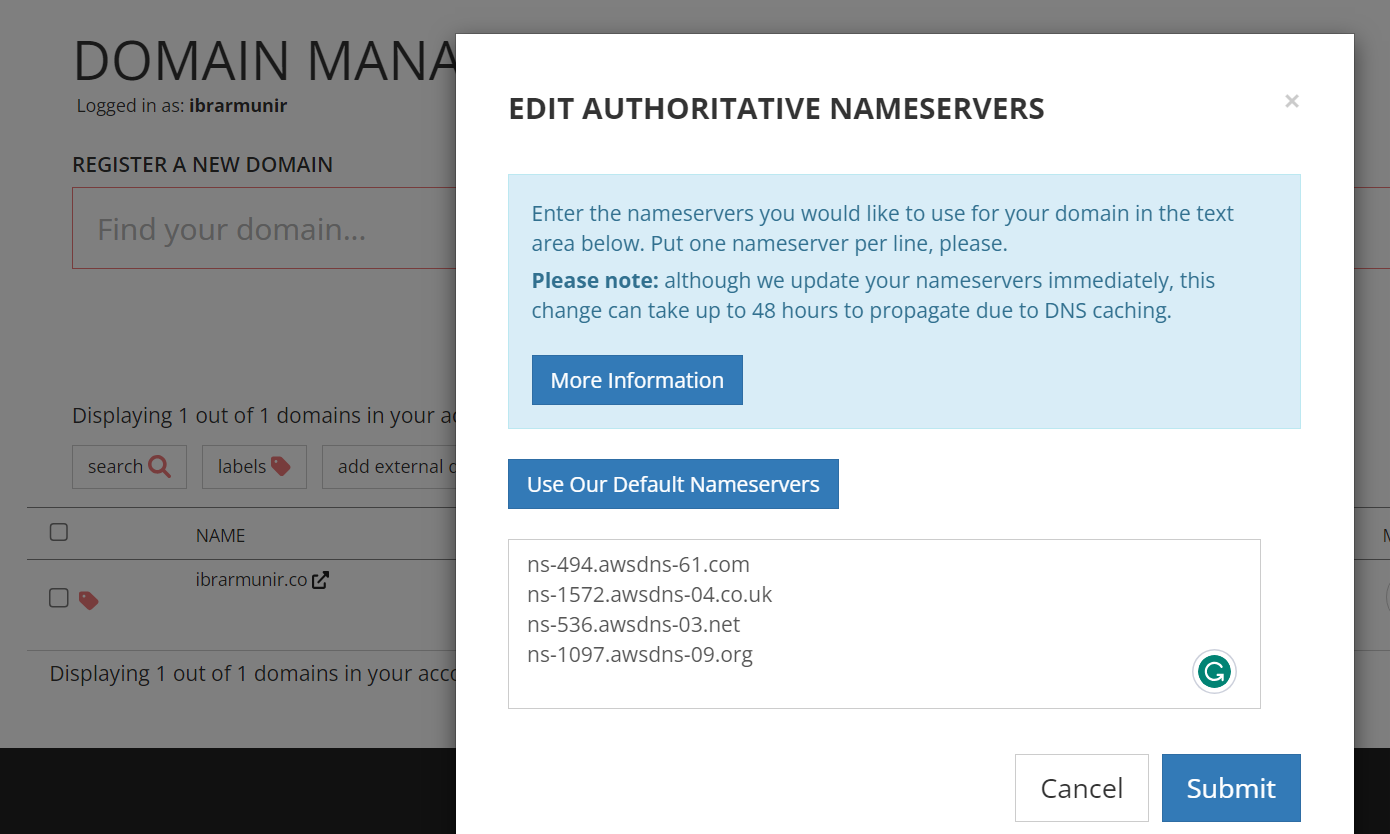 DOMAIN MANA
Logged in as: ibrarmunir
REGISTER A NEW DOMAIN
Find your domain...
Displaying 1 out of 1 domains in your
search
labels
add external
NAME
ibrarmunir.co
Displaying 1 out of 1 domains in your
EDIT AUTHORITATIVE NAMESERVERS
×
Enter the nameservers you would like to use for your domain in the text
area below. Put one nameserver per line, please.
Please note: although we update your nameservers immediately, this
change can take up to 48 hours to propagate due to DNS caching.
More Information
Use Our Default Nameservers
ns-494.awsdns-61.com
ns-1572.awsdns-04.co.uk
ns-536.awsdns-03.net
ns-1097.awsdns-09.org
Cancel
Submit